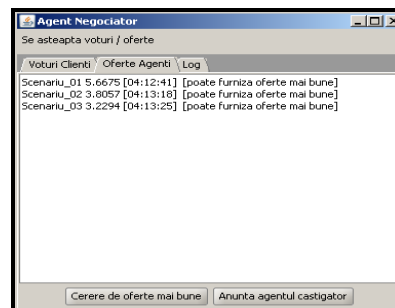 Agent Negociator
Se asteapta voturi / oferte
Voturi Clienti Oferte Agenti Log
Scenariu_01 5.6675 [04:12:41] [poate furniza oferte mai bune]
Scenariu_02 3.8057 [04:13:18] [poate furniza oferte mai bune]
Scenariu_03 3.2294 [04:13:25] [poate furniza oferte mai bune]
Cerere de oferte mai bune Anunta agentul castigator